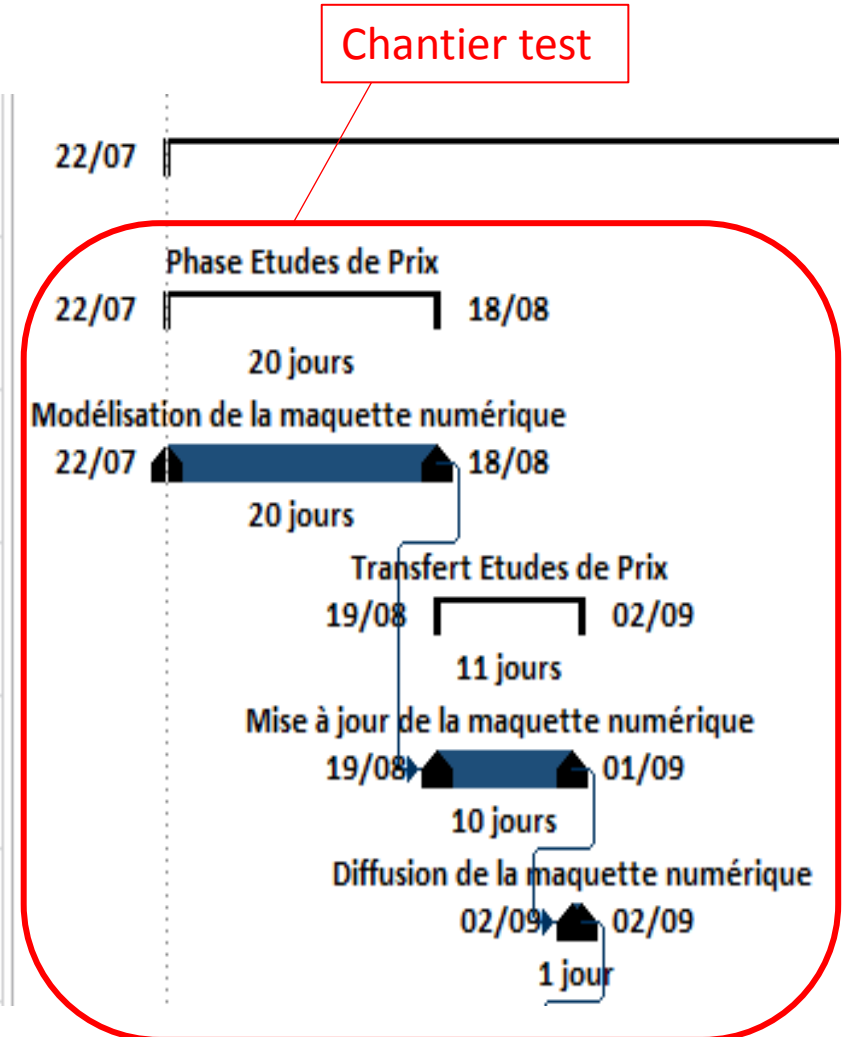 Chantier test
22/07
Phase Etudes de Prix
22/07 18/08
20 jours
Modélisation de la maquette numérique
22/07 18/08
20 jours
Transfert Etudes de Prix
19/08 02/09
11 jours
Mise à jour de la maquette numérique
19/08 01/09
10 jours
Diffusion de la maquette numérique
02/09 02/09
1 jour